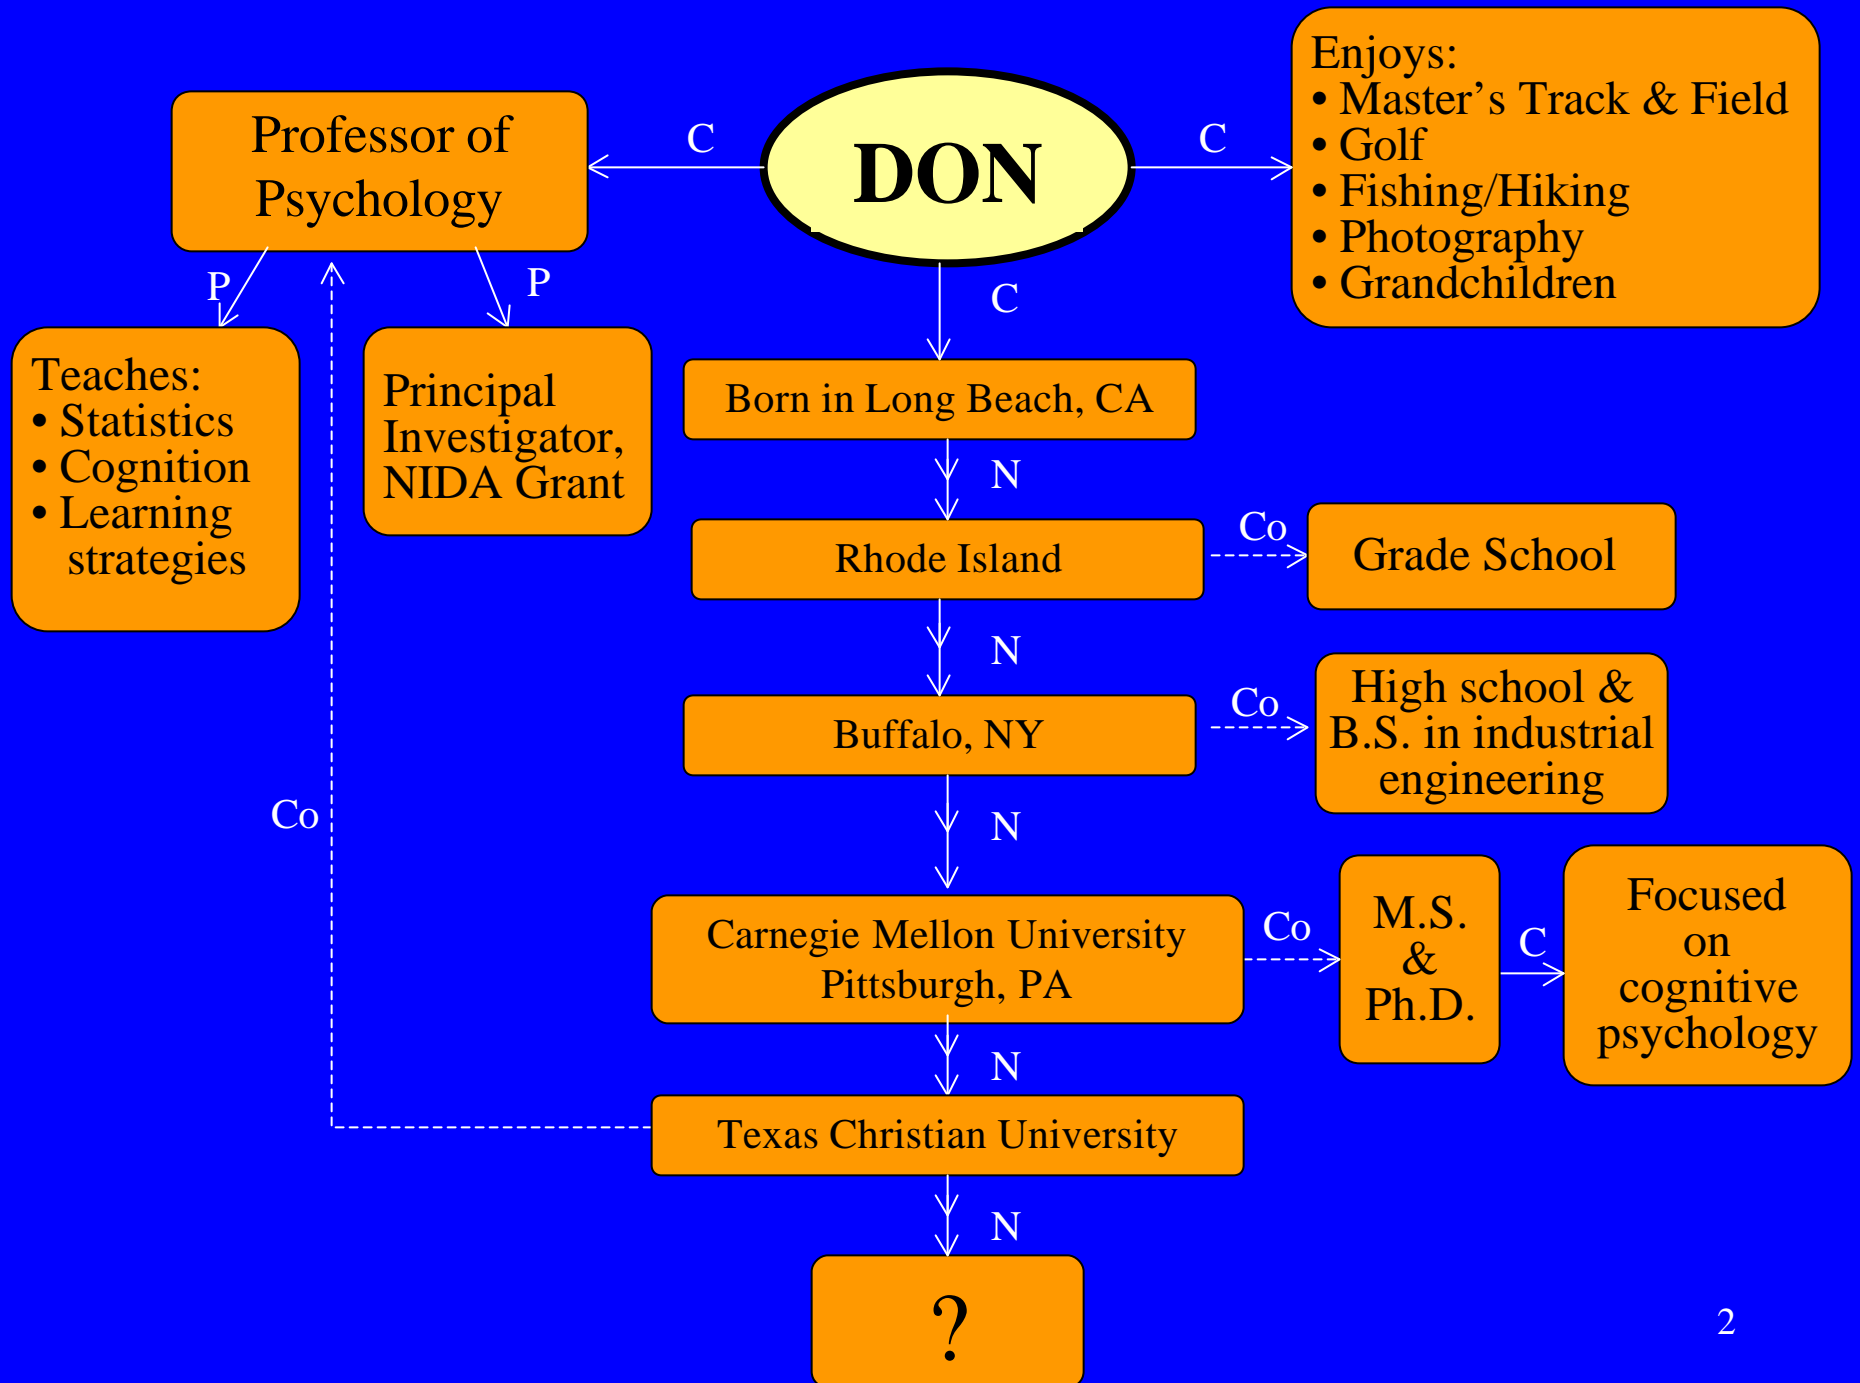 DON
C
Professor of
Psychology
P
Teaches:
• Statistics
• Cognition
• Learning
strategies
P
Principal
Investigator,
NIDA Grant
C
Enjoys:
• Master's Track & Field
• Golf
• Fishing/Hiking
• Photography
• Grandchildren
C
Born in Long Beach, CA
N
Rhode Island
Co
Grade School
N
Buffalo, NY
Co
High school &
B.S. in industrial
engineering
N
Carnegie Mellon University
Pittsburgh, PA
Co
M.S.
&
Ph.D.
C
Focused
on
cognitive
psychology
N
Texas Christian University
Co
N
?
2